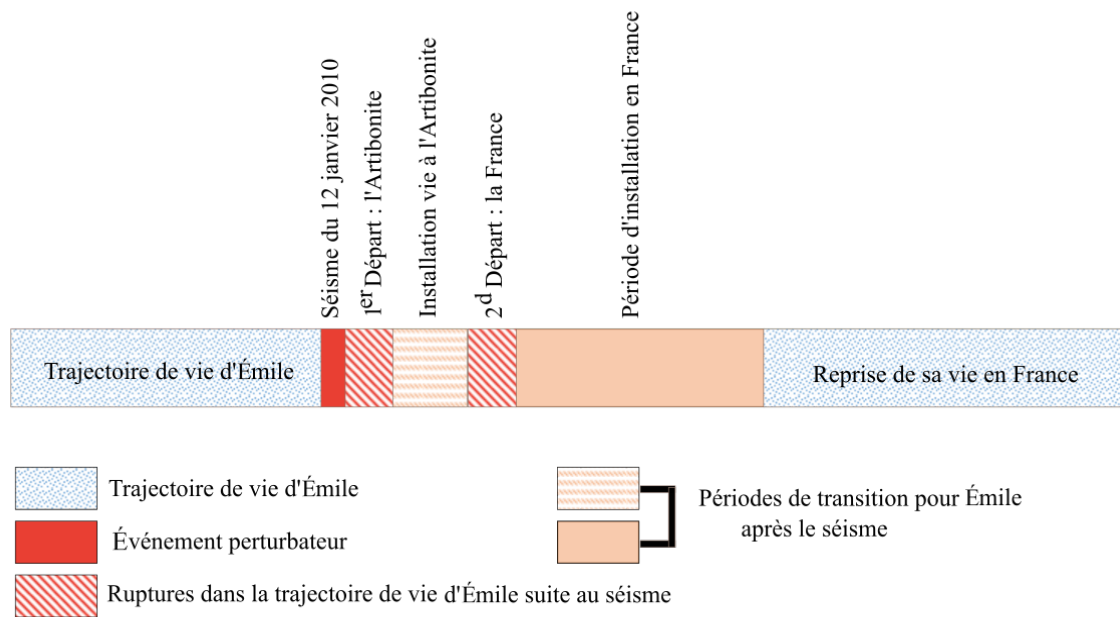 Séisme du 12 janvier 2010
1er Départ : l'Artibonite
Installation vie à l'Artibonite
2d Départ : la France
Période d'installation en France
Trajectoire de vie d'Émile
Reprise de sa vie en France
Trajectoire de vie d'Émile
Événement perturbateur
Ruptures dans la trajectoire de vie d'Émile suite au séisme
Périodes de transition pour Émile
après le séisme